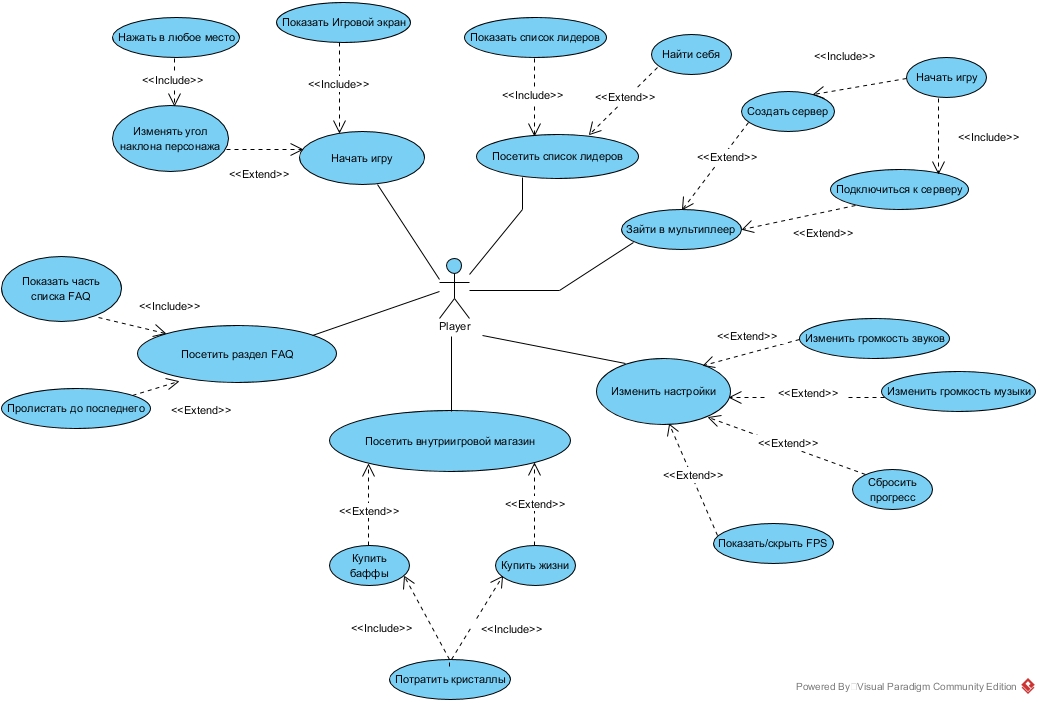 Показать Игровой экран
Показать список лидеров
Нажать в любое место
Найти себя
<<Include>>
<<Include>>
<<Include>>
<<Include>>
<<Extend>>
Начать игру
Создать сервер
Изменять угол
наклона персонажа
<<Include>>
Начать игру
Посетить список лидеров
<<Extend>>
<<Extend>>
Подключиться к серверу
Зайти в мультиплеер
<<Extend>>
Показать часть
списка FAQ
<<Include>>
Player
<<Extend>>
Изменить громкость звуков
Посетить раздел FAQ
Изменить настройки
<<Extend>>
Изменить громкость музыки
Пролистать до последнего
<<Extend>>
Посетить внутриигровой магазин
<<Extend>>
<<Extend>>
Сбросить
прогресс
<<Extend>>
<<Extend>>
Показать/скрыть FPS
Купить
баффы
Купить жизни
<<Include>>
<<Include>>
Потратить кристаллы
Powered By Visual Paradigm Community Edition